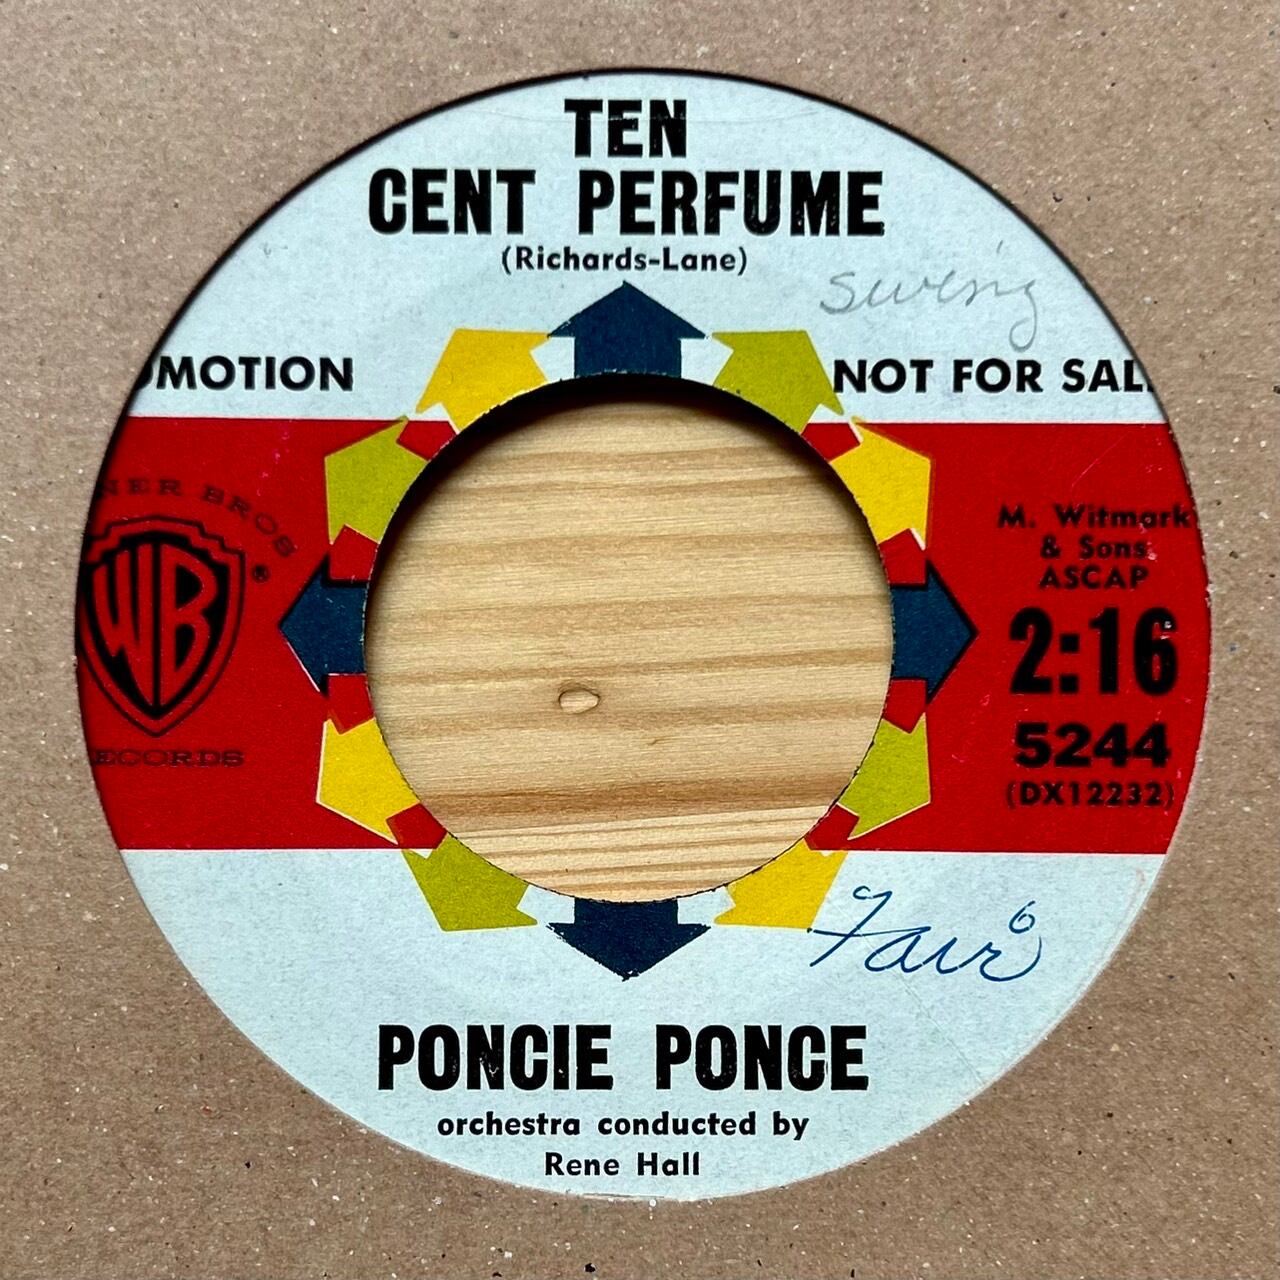 TEN
CENT PERFUME
(Richards-Lane)
swing
OMOTION
NOT FOR SAL
NER BROS
WB
®
ECORDS
M. Witmark
& Sons
ASCAP
2:16
5244
(DX12232)
Fair 6
PONCIE PONCE
orchestra conducted by
Rene Hall